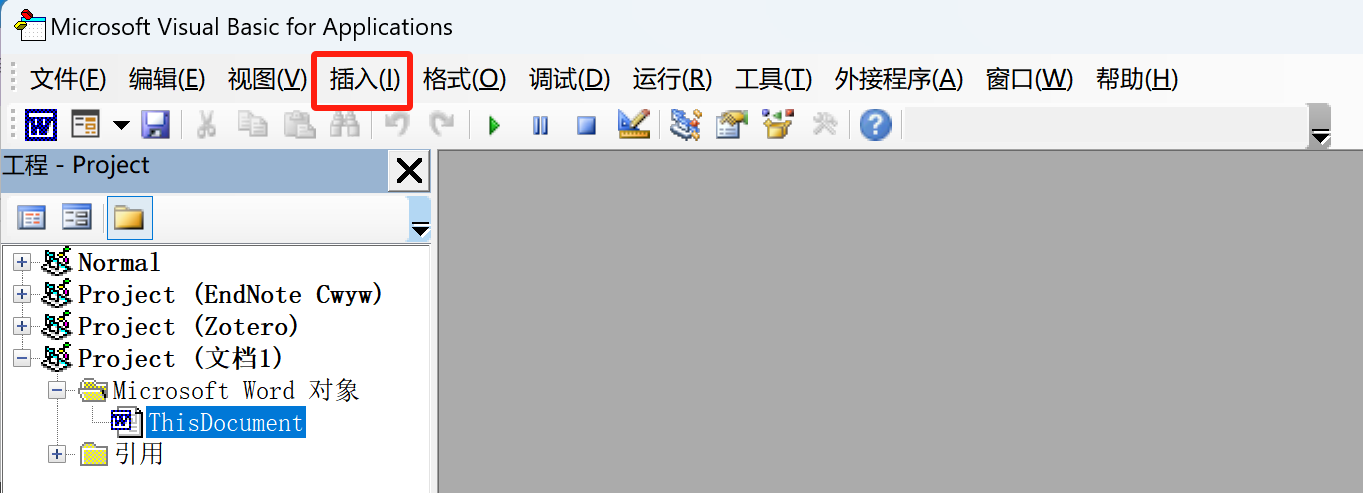 Microsoft Visual Basic for Applications
文件(F) 编辑(E) 视图(V) 插入(I) 格式(O) 调试(D) 运行(R) 工具(T) 外接程序(A) 窗口(W) 帮助(H)
工程 - Project
Normal
Project (EndNote Cwyw)
Project (Zotero)
Project (文档1)
Microsoft Word 对象
ThisDocument
引用